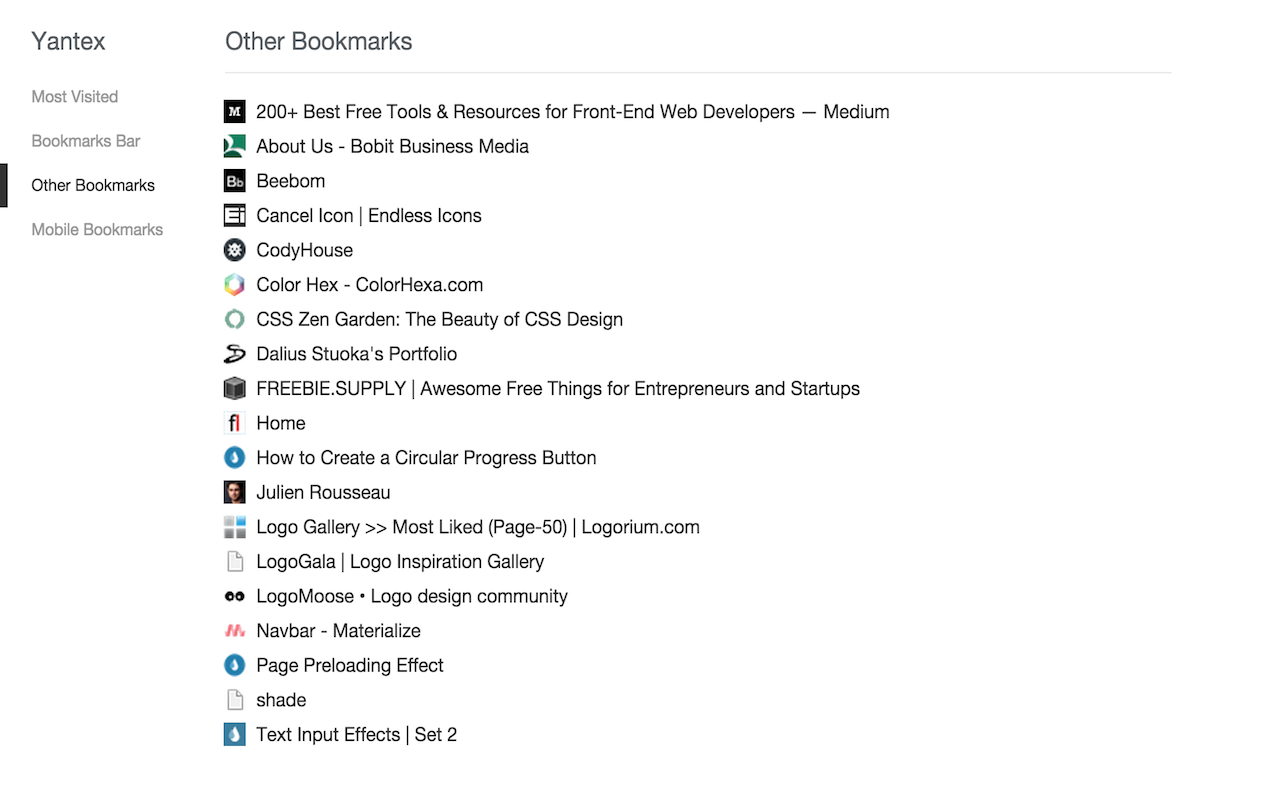 Yantex
Most Visited
Bookmarks Bar
Other Bookmarks
Mobile Bookmarks
Other Bookmarks
M 200+ Best Free Tools & Resources for Front-End Web Developers — Medium
About Us - Bobit Business Media
Bb Beebom
Ei Cancel Icon | Endless Icons
CodyHouse
Color Hex - ColorHexa.com
CSS Zen Garden: The Beauty of CSS Design
Dalius Stuoka's Portfolio
FREEBIE.SUPPLY | Awesome Free Things for Entrepreneurs and Startups
fl Home
How to Create a Circular Progress Button
Julien Rousseau
Logo Gallery >> Most Liked (Page-50) | Logorium.com
LogoGala | Logo Inspiration Gallery
LogoMoose • Logo design community
Navbar - Materialize
Page Preloading Effect
shade
Text Input Effects | Set 2